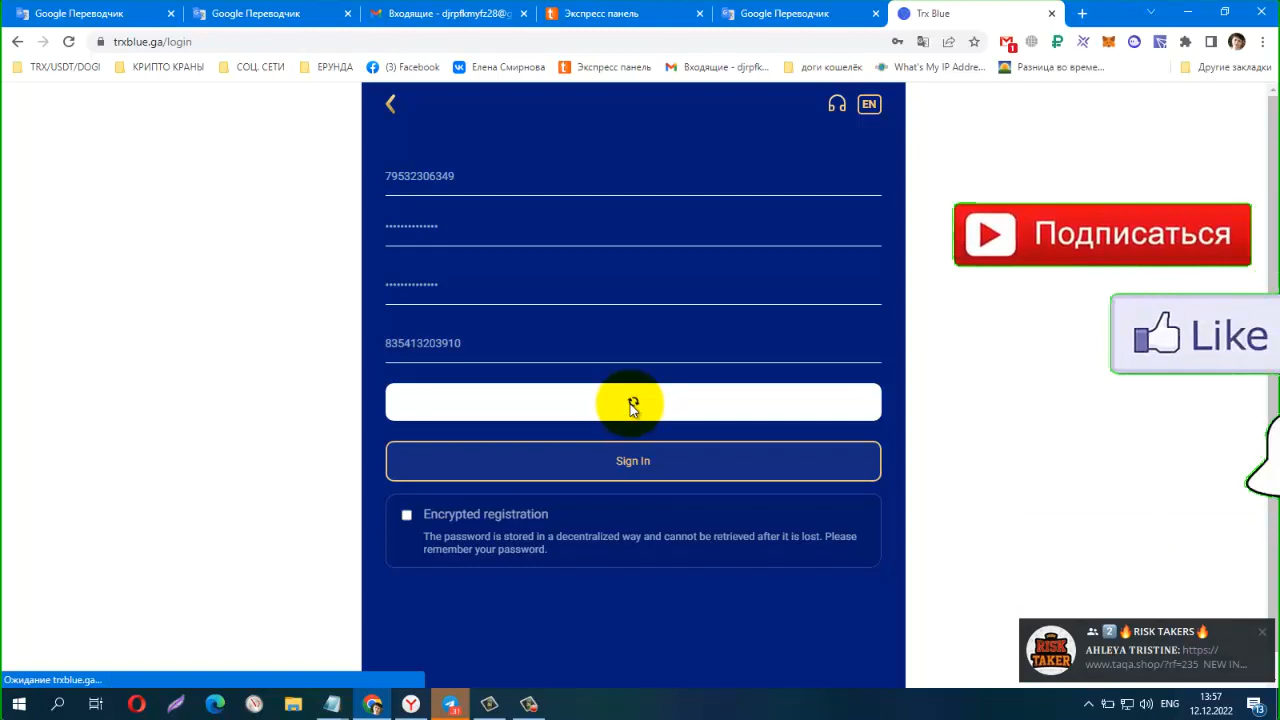 Google Переводчик
Google Переводчик
Входящие - djrpfkmyfz28@g
Экспресс панель
Google Переводчик
Trx Blue
trxblue.ga/login
TRX/USDT/DOGI
КРИПТО КРАНЫ
СОЦ. СЕТИ
ЕРУНДА
(3) Facebook
Елена Смирнова
Экспресс панель
Входящие - djrpfk...
доги кошелёк
What's My IP Addre...
Разница во време...
Другие закладки
EN
79532306349
835413203910
Sign In
Encrypted registration
The password is stored in a decentralized way and cannot be retrieved after it is lost. Please
remember your password.
Подписаться
Like
2 RISK TAKERS
AHLEYA TRISTINE: https://
www.taqa.shop/?rf=235 NEW IN...
RISK
TAKER
Ожидание trxblue.ga...
ENG
13:57
12.12.2022
13